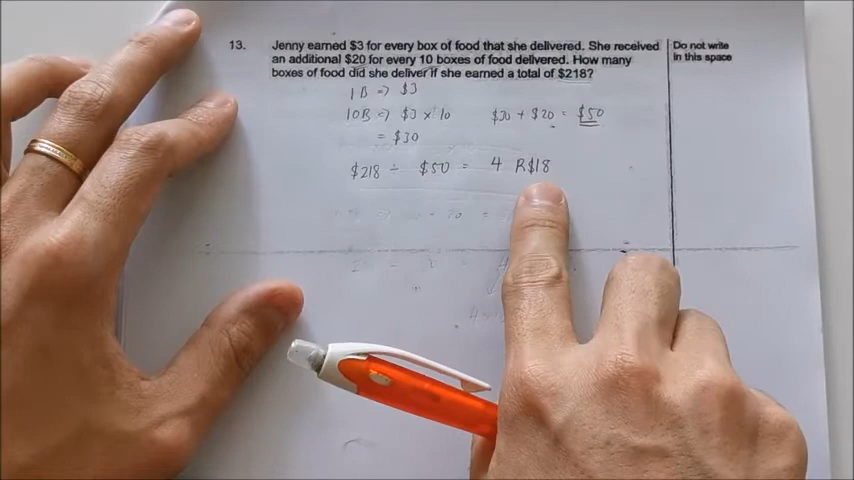 13. Jenny earned $3 for every box of food that she delivered. She received
an additional $20 for every 10 boxes of food delivered. How many
boxes of food did she deliver if she earned a total of $218?
Do not write
in this space
1B => $3
10B => $3 x 10
= $30
$30 + $20 = $50
$218 ÷ $50 = 4 R$18